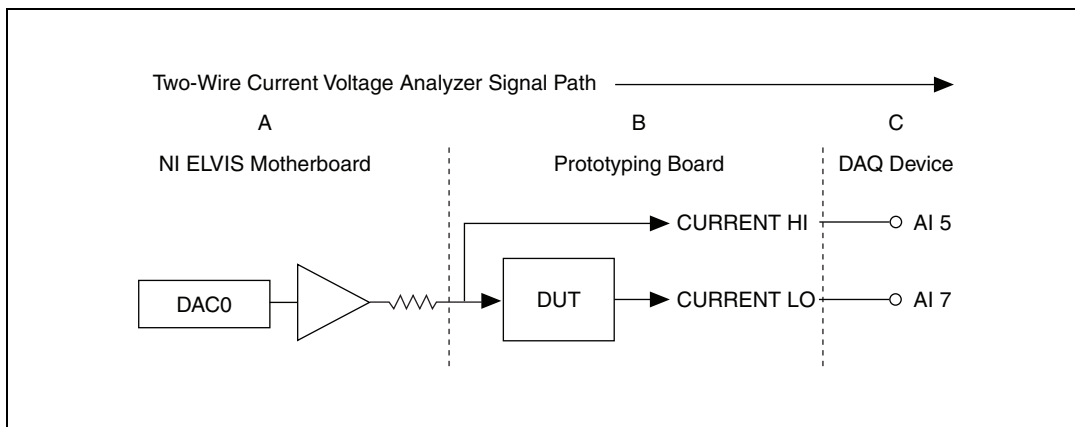 Two-Wire Current Voltage Analyzer Signal Path
A B C
NI ELVIS Motherboard Prototyping Board DAQ Device
CURRENT HI AI 5
DAC0 DUT CURRENT LO AI 7